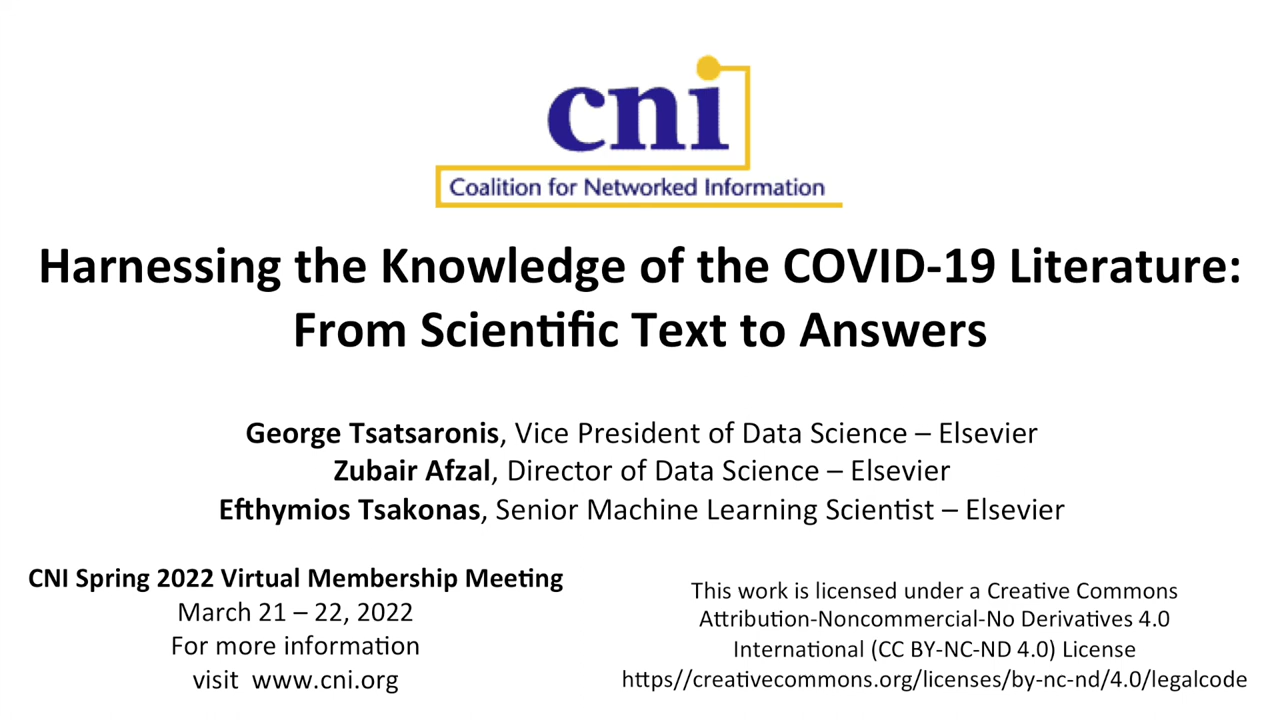 cni
Coalition for Networked Information
Harnessing the Knowledge of the COVID-19 Literature:
From Scientific Text to Answers
George Tsatsaronis, Vice President of Data Science – Elsevier
Zubair Afzal, Director of Data Science – Elsevier
Efthymios Tsakonas, Senior Machine Learning Scientist – Elsevier
CNI Spring 2022 Virtual Membership Meeting
March 21 – 22, 2022
For more information
visit www.cni.org
This work is licensed under a Creative Commons
Attribution-Noncommercial-No Derivatives 4.0
International (CC BY-NC-ND 4.0) License
https//creativecommons.org/licenses/by-nc-nd/4.0/legalcode